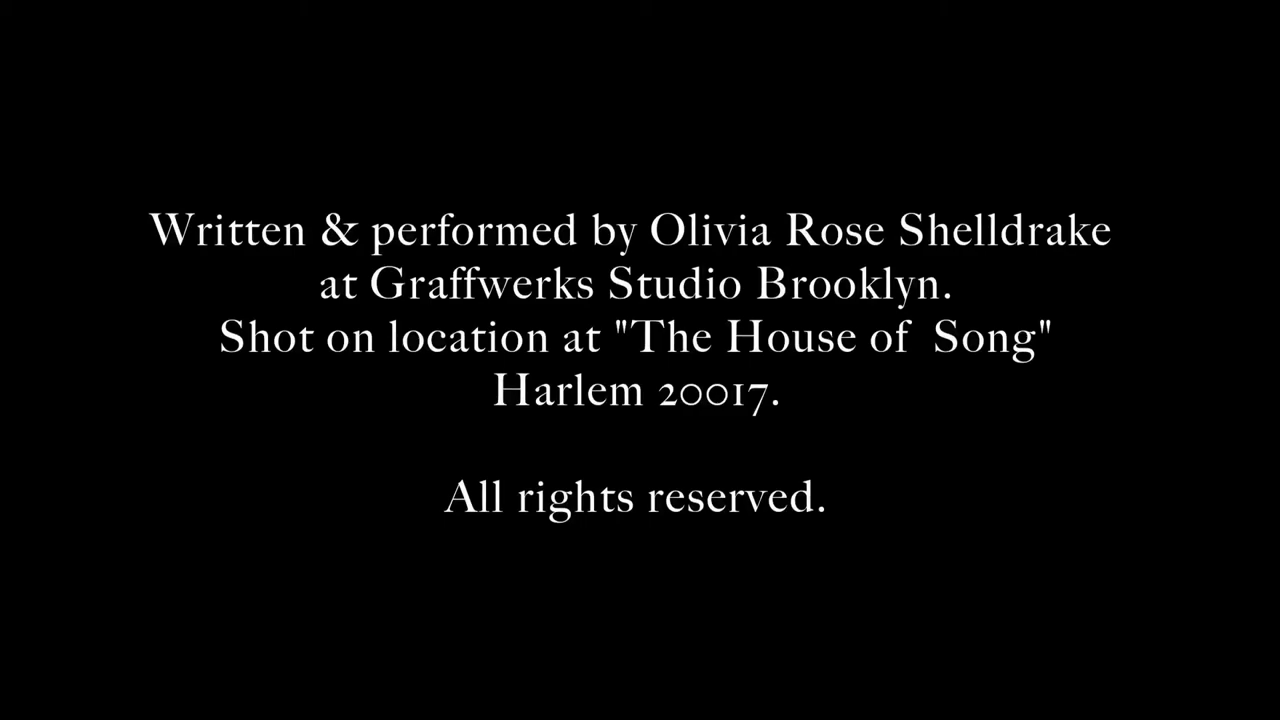 Written & performed by Olivia Rose Shelldrake
at Graffwerks Studio Brooklyn.
Shot on location at "The House of Song"
Harlem 20017.
All rights reserved.